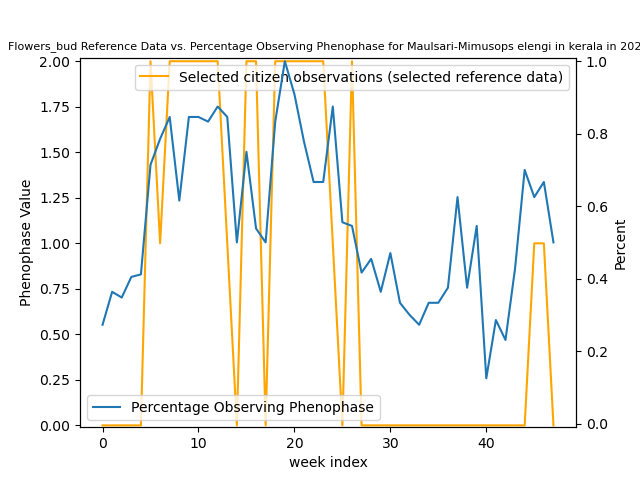 Flowers_bud Reference Data vs. Percentage Observing Phenophase for Maulsari-Mimusops elengi in kerala in 202
Selected citizen observations (selected reference data)
2.00
1.75
1.50
1.25
1.00
0.75
0.50
0.25
0.00
Phenophase Value
1.0
0.8
0.6
0.4
0.2
0.0
Percent
Percentage Observing Phenophase
0 10 20 30 40
week index